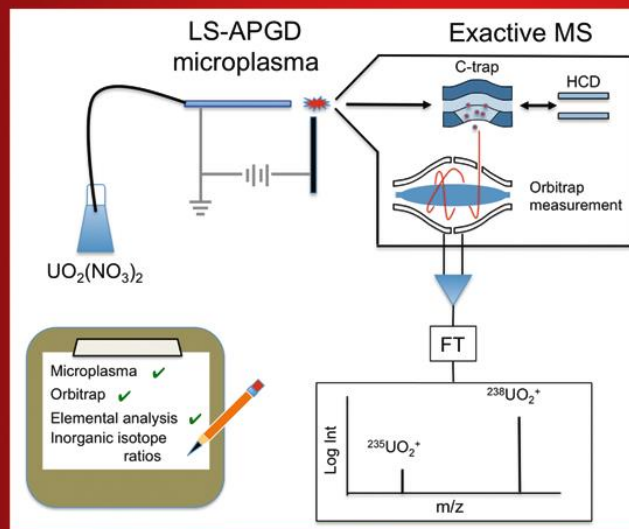 LS-APGD
microplasma
Exactive MS
C-trap
HCD
Orbitrap
measurement
UO₂(NO₃)₂
FT
Microplasma ✓
Orbitrap ✓
Elemental analysis ✓
Inorganic isotope
ratios
Log Int
²³⁵UO₂⁺
²³⁸UO₂⁺
m/z